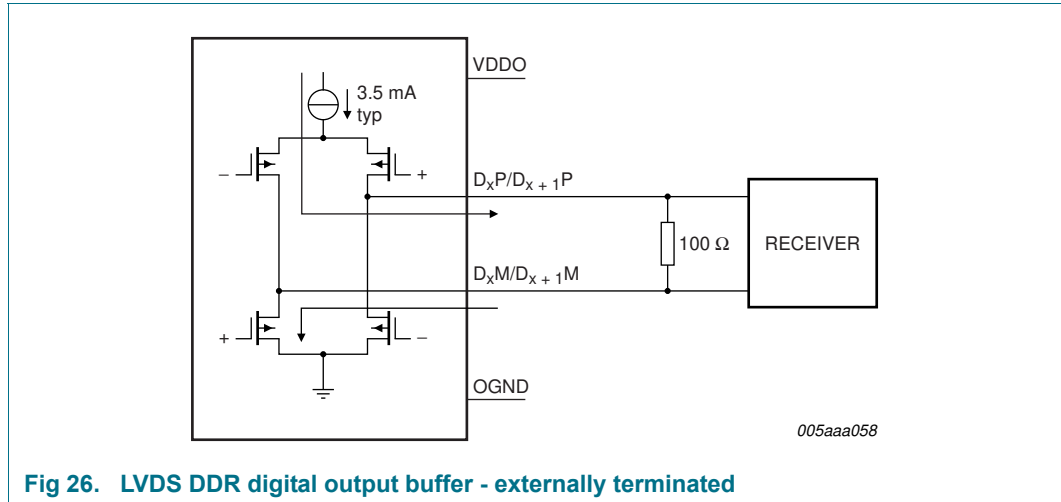 VDDO
3.5 mA
typ
− +
DxP/Dx + 1P
100 Ω
RECEIVER
DxM/Dx + 1M
+ −
OGND
005aaa058
Fig 26. LVDS DDR digital output buffer - externally terminated